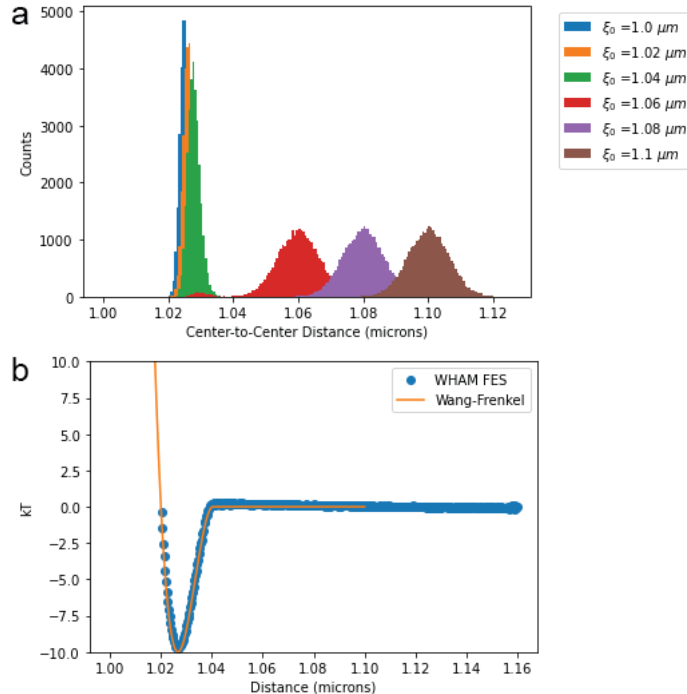 a
5000
4000
3000
2000
1000
0
Counts
1.00 1.02 1.04 1.06 1.08 1.10 1.12
Center-to-Center Distance (microns)
ξ₀ =1.0 μm
ξ₀ =1.02 μm
ξ₀ =1.04 μm
ξ₀ =1.06 μm
ξ₀ =1.08 μm
ξ₀ =1.1 μm
b
10.0
7.5
5.0
2.5
0.0
−2.5
−5.0
−7.5
−10.0
kT
WHAM FES
Wang-Frenkel
1.00 1.02 1.04 1.06 1.08 1.10 1.12 1.14 1.16
Distance (microns)